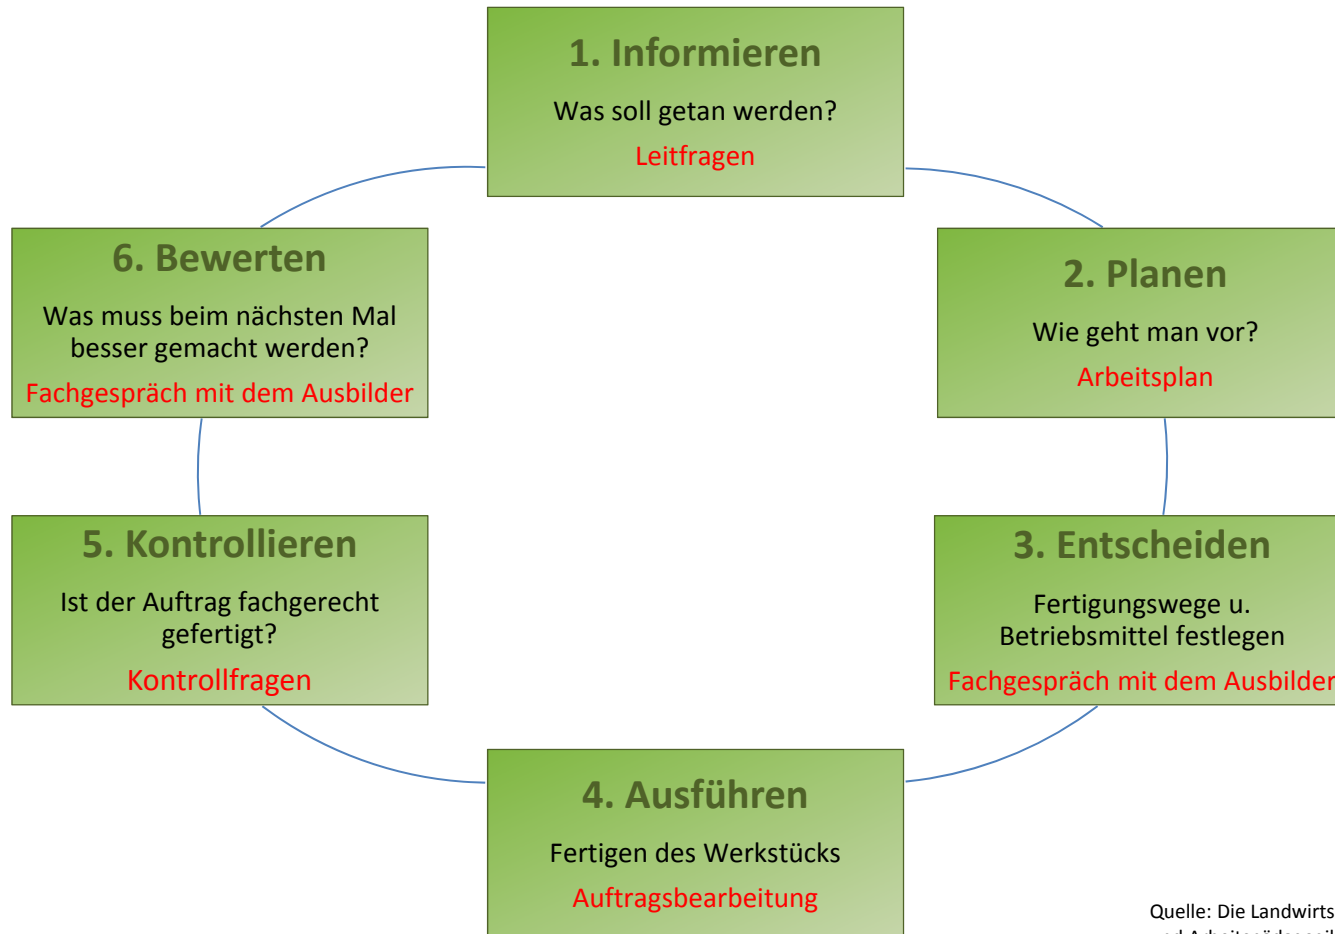 1. Informieren
Was soll getan werden?
Leitfragen
2. Planen
Wie geht man vor?
Arbeitsplan
3. Entscheiden
Fertigungswege u.
Betriebsmittel festlegen
Fachgespräch mit dem Ausbilder
4. Ausführen
Fertigen des Werkstücks
Auftragsbearbeitung
5. Kontrollieren
Ist der Auftrag fachgerecht
gefertigt?
Kontrollfragen
6. Bewerten
Was muss beim nächsten Mal
besser gemacht werden?
Fachgespräch mit dem Ausbilder
Quelle: Die Landwirts